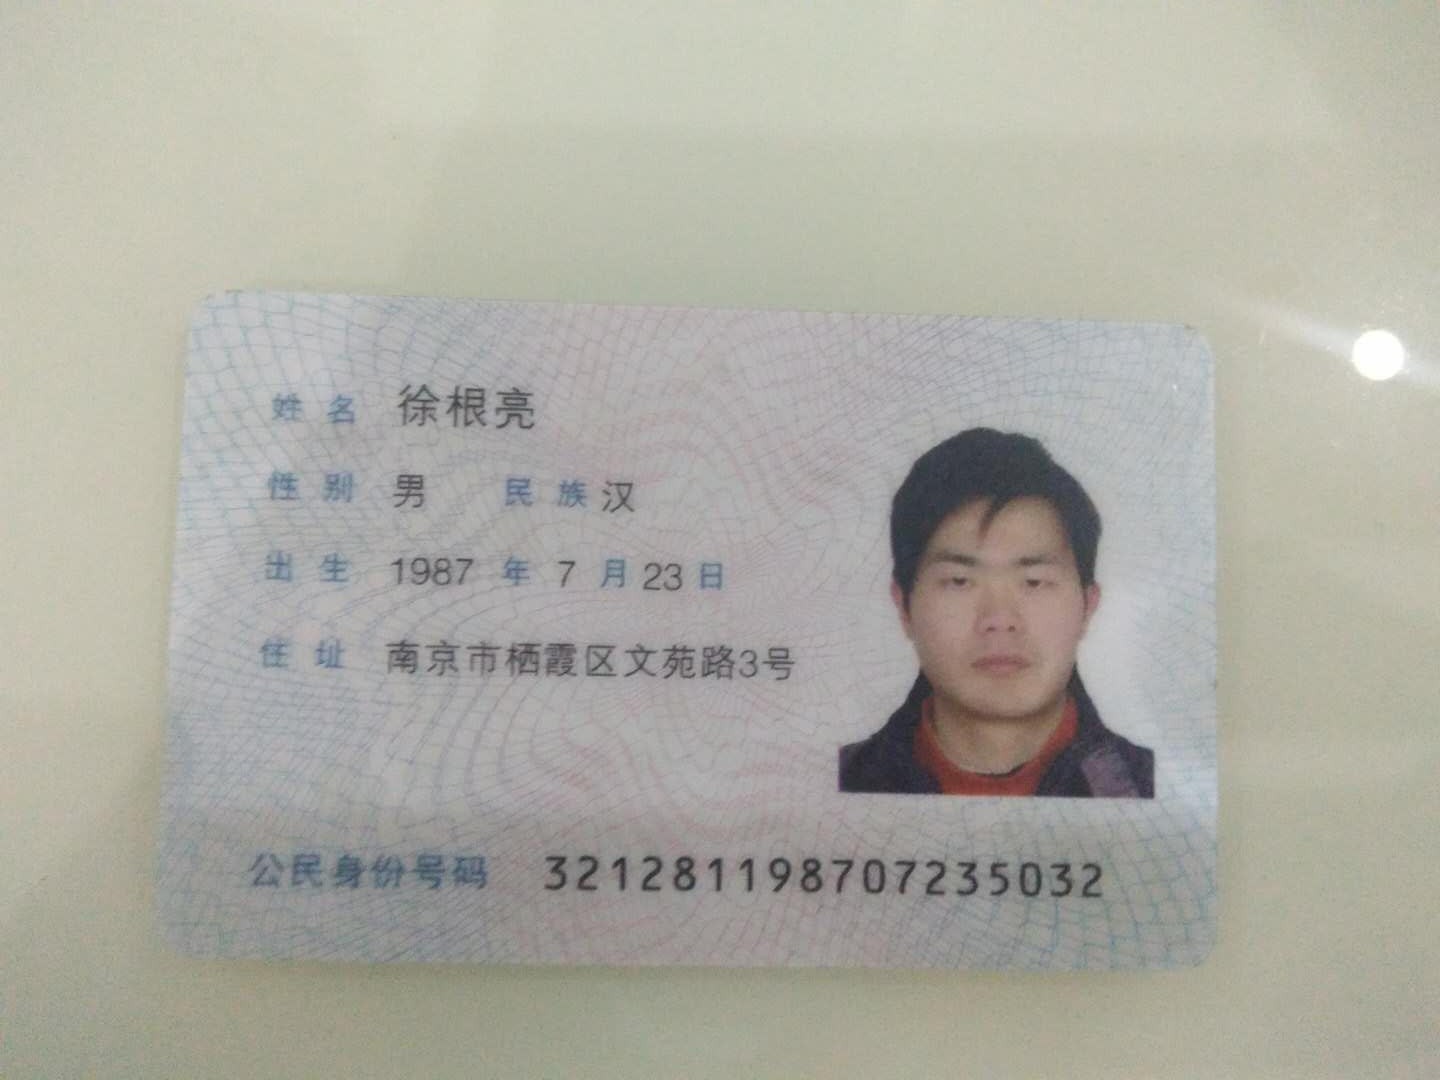 姓名 徐根亮
性别 男 民族 汉
出生 1987 年 7 月 23 日
住址 南京市栖霞区文苑路3号
公民身份号码 321281198707235032